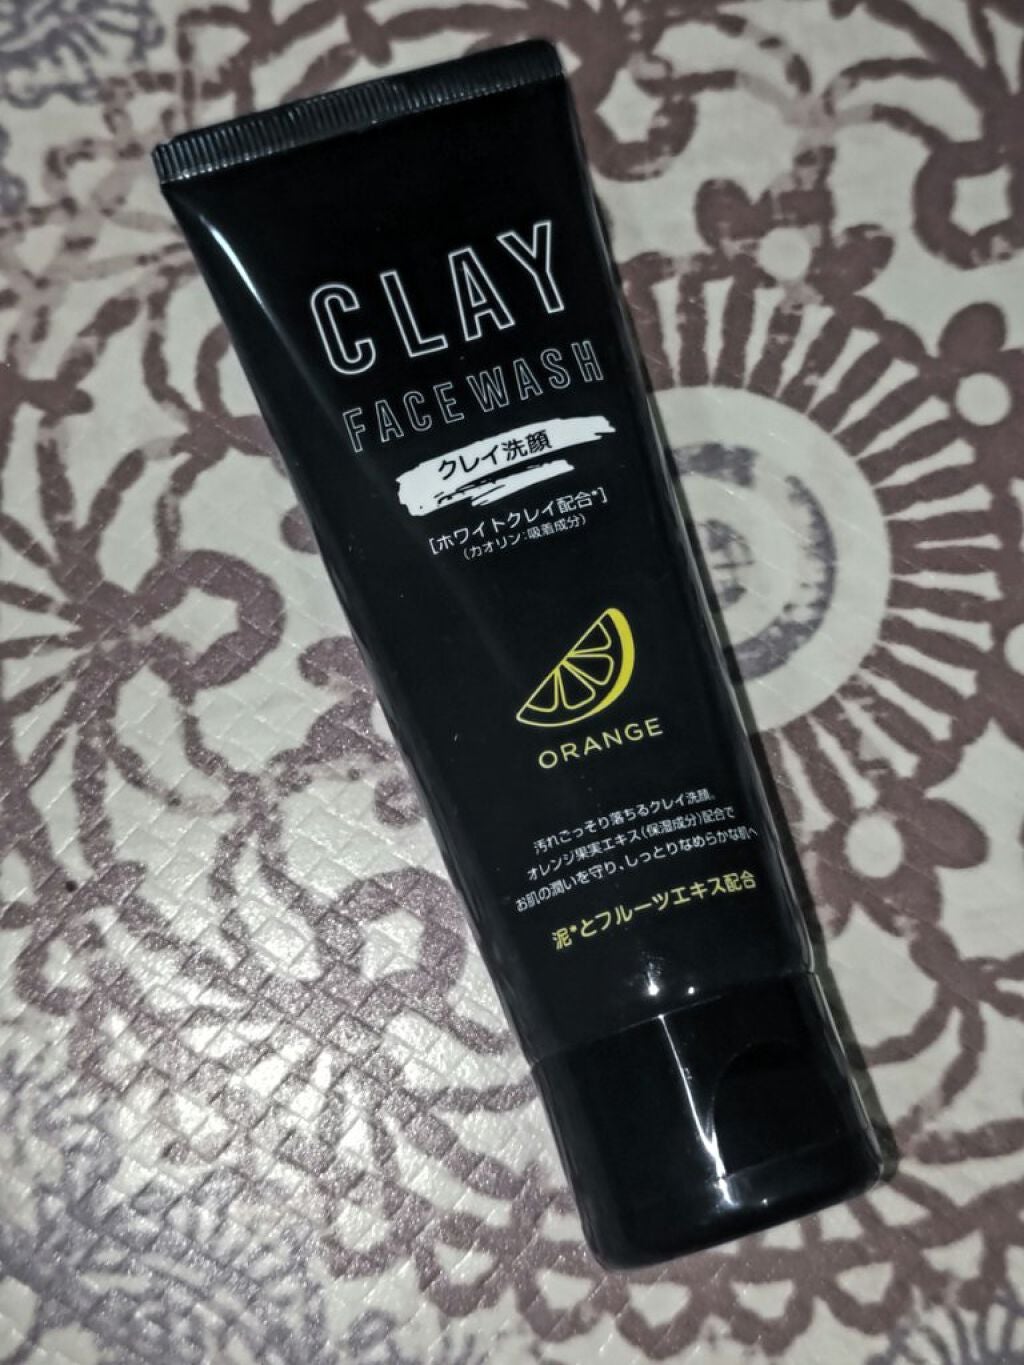 CLAY
FACE WASH
クレイ洗顔
[ホワイトクレイ配合*]
(カオリン:吸着成分)
ORANGE
汚れごっそり落ちるクレイ洗顔。
オレンジ果実エキス(保湿成分)配合で
お肌の潤いを守り、しっとりなめらかな肌へ
泥*とフルーツエキス配合